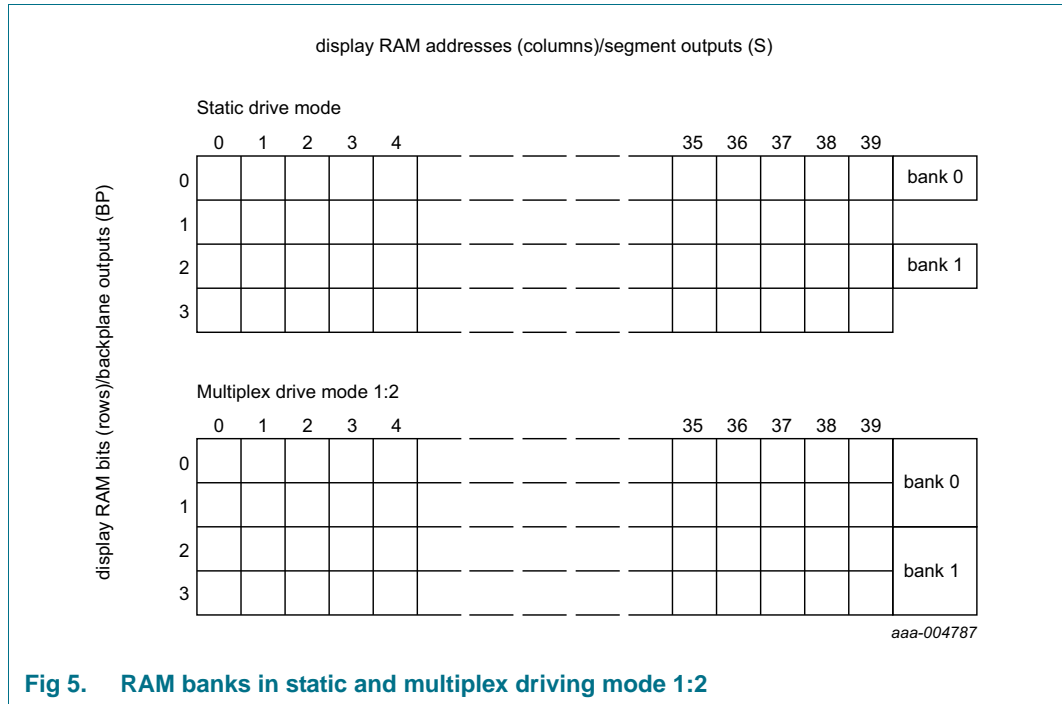 display RAM addresses (columns)/segment outputs (S)
display RAM bits (rows)/backplane outputs (BP)
Static drive mode
0 1 2 3 4 35 36 37 38 39
0 bank 0
1
2 bank 1
3
Multiplex drive mode 1:2
0 1 2 3 4 35 36 37 38 39
0
bank 0
1
2
bank 1
3
aaa-004787
Fig 5. RAM banks in static and multiplex driving mode 1:2